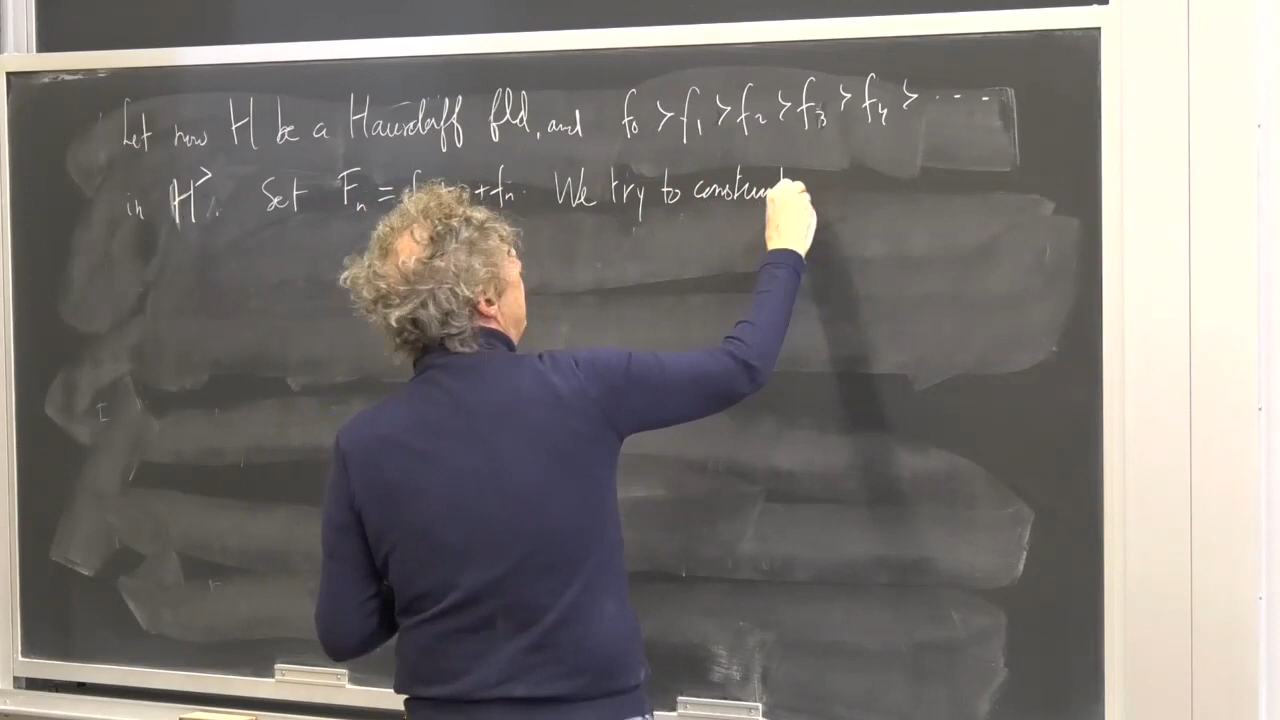 Let now H be a Hausdorff fld, and f₀ > f₁ > f₂ > f₃ > f₄ > ....
in H^>. Set Fₙ = + fₙ. We try to construct